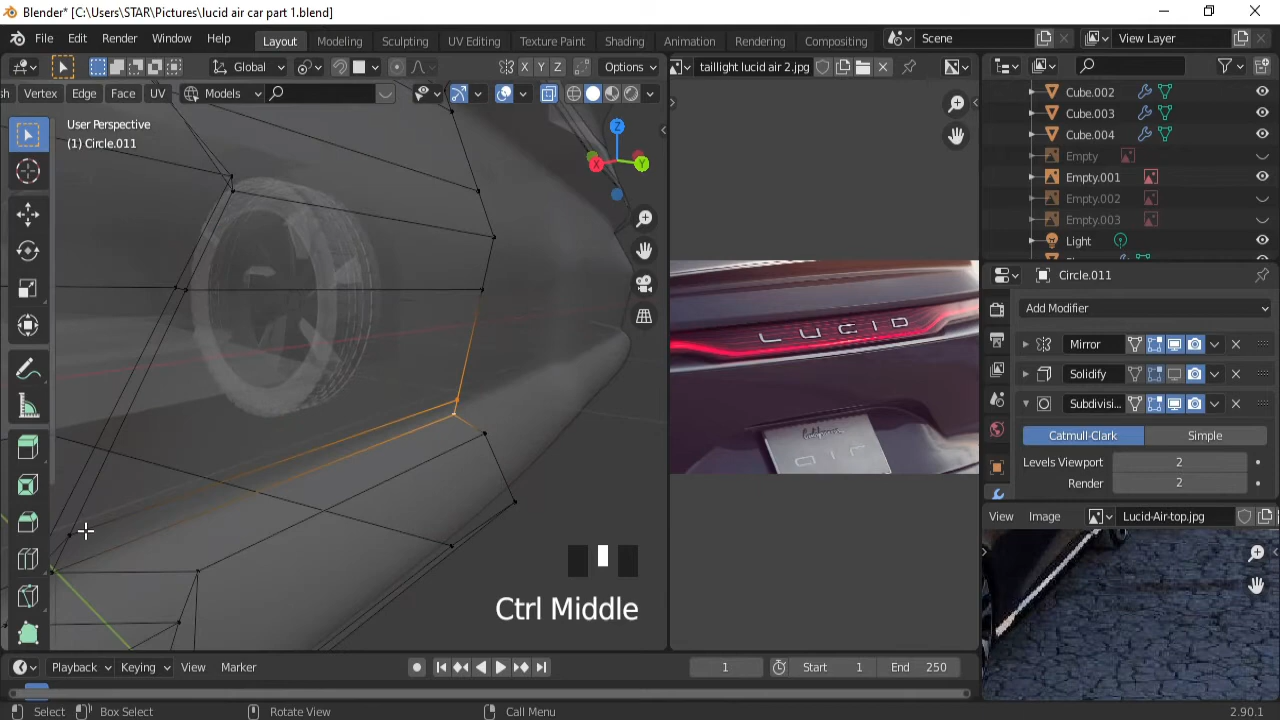 Blender* [C:\Users\STAR\Pictures\lucid air car part 1.blend]
File Edit Render Window Help
Layout Modeling Sculpting UV Editing Texture Paint Shading Animation Rendering Compositing
Scene View Layer
Global Options taillight lucid air 2.jpg
X Y Z
Vertex Edge Face UV Models
User Perspective
(1) Circle.011
Z
X Y
Cube.002
Cube.003
Cube.004
Empty
Empty.001
Empty.002
Empty.003
Light
Circle.011
Add Modifier
Mirror
Solidify
Subdivisi...
Catmull-Clark Simple
Levels Viewport 2
Render 2
LUCID
California
air
View Image Lucid-Air-top.jpg
Ctrl Middle
Playback Keying View Marker 1 Start 1 End 250
Select Box Select Rotate View Call Menu 2.90.1